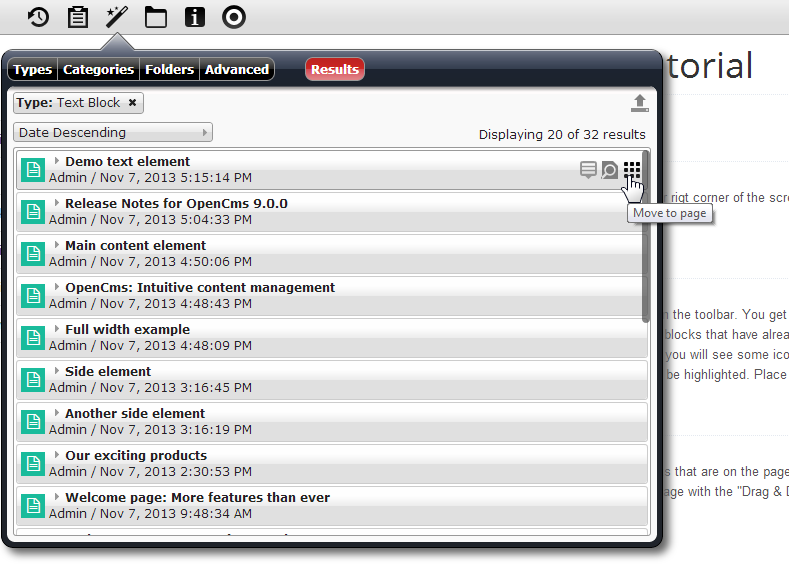 torial
Types Categories Folders Advanced Results
Type: Text Block ×
Date Descending
Displaying 20 of 32 results
Demo text element
Admin / Nov 7, 2013 5:15:14 PM
rigt corner of the scre
Move to page
Release Notes for OpenCms 9.0.0
Admin / Nov 7, 2013 5:04:33 PM
Main content element
Admin / Nov 7, 2013 4:50:06 PM
OpenCms: Intuitive content management
Admin / Nov 7, 2013 4:48:43 PM
Full width example
Admin / Nov 7, 2013 4:48:09 PM
Side element
Admin / Nov 7, 2013 3:16:45 PM
Another side element
Admin / Nov 7, 2013 3:16:19 PM
Our exciting products
Admin / Nov 7, 2013 2:30:53 PM
Welcome page: More features than ever
Admin / Nov 7, 2013 9:48:34 AM
the toolbar. You get
blocks that have alrea
you will see some ico
be highlighted. Place
s that are on the page
age with the "Drag & D